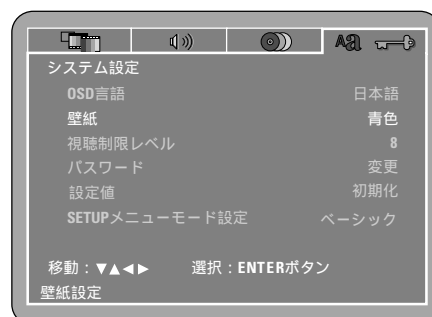 Aa
システム設定
OSD言語 日本語
壁紙 青色
視聴制限レベル 8
パスワード 変更
設定値 初期化
SETUPメニューモード設定 ベーシック
移動：▼▲◀▶ 選択：ENTERボタン
壁紙設定